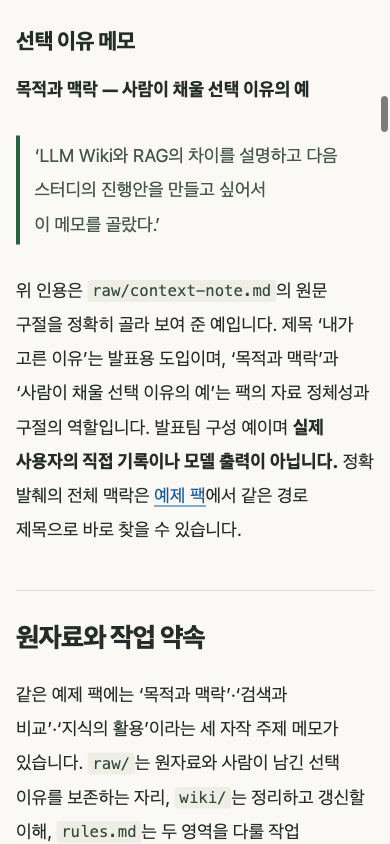 선택 이유 메모
목적과 맥락 — 사람이 채울 선택 이유의 예
‘LLM Wiki와 RAG의 차이를 설명하고 다음
스터디의 진행안을 만들고 싶어서
이 메모를 골랐다.’
위 인용은 raw/context-note.md의 원문
구절을 정확히 골라 보여 준 예입니다. 제목 ‘내가
고른 이유’는 발표용 도입이며, ‘목적과 맥락’과
‘사람이 채울 선택 이유의 예’는 팩의 자료 정체성과
구절의 역할입니다. 발표팀 구성 예이며 실제
사용자의 직접 기록이나 모델 출력이 아닙니다. 정확
발췌의 전체 맥락은 예제 팩에서 같은 경로
제목으로 바로 찾을 수 있습니다.
원자료와 작업 약속
같은 예제 팩에는 ‘목적과 맥락’·‘검색과
비교’·‘지식의 활용’이라는 세 자작 주제 메모가
있습니다. raw/는 원자료와 사람이 남긴 선택
이유를 보존하는 자리, wiki/는 정리하고 갱신할
이해, rules.md는 두 영역을 다룰 작업